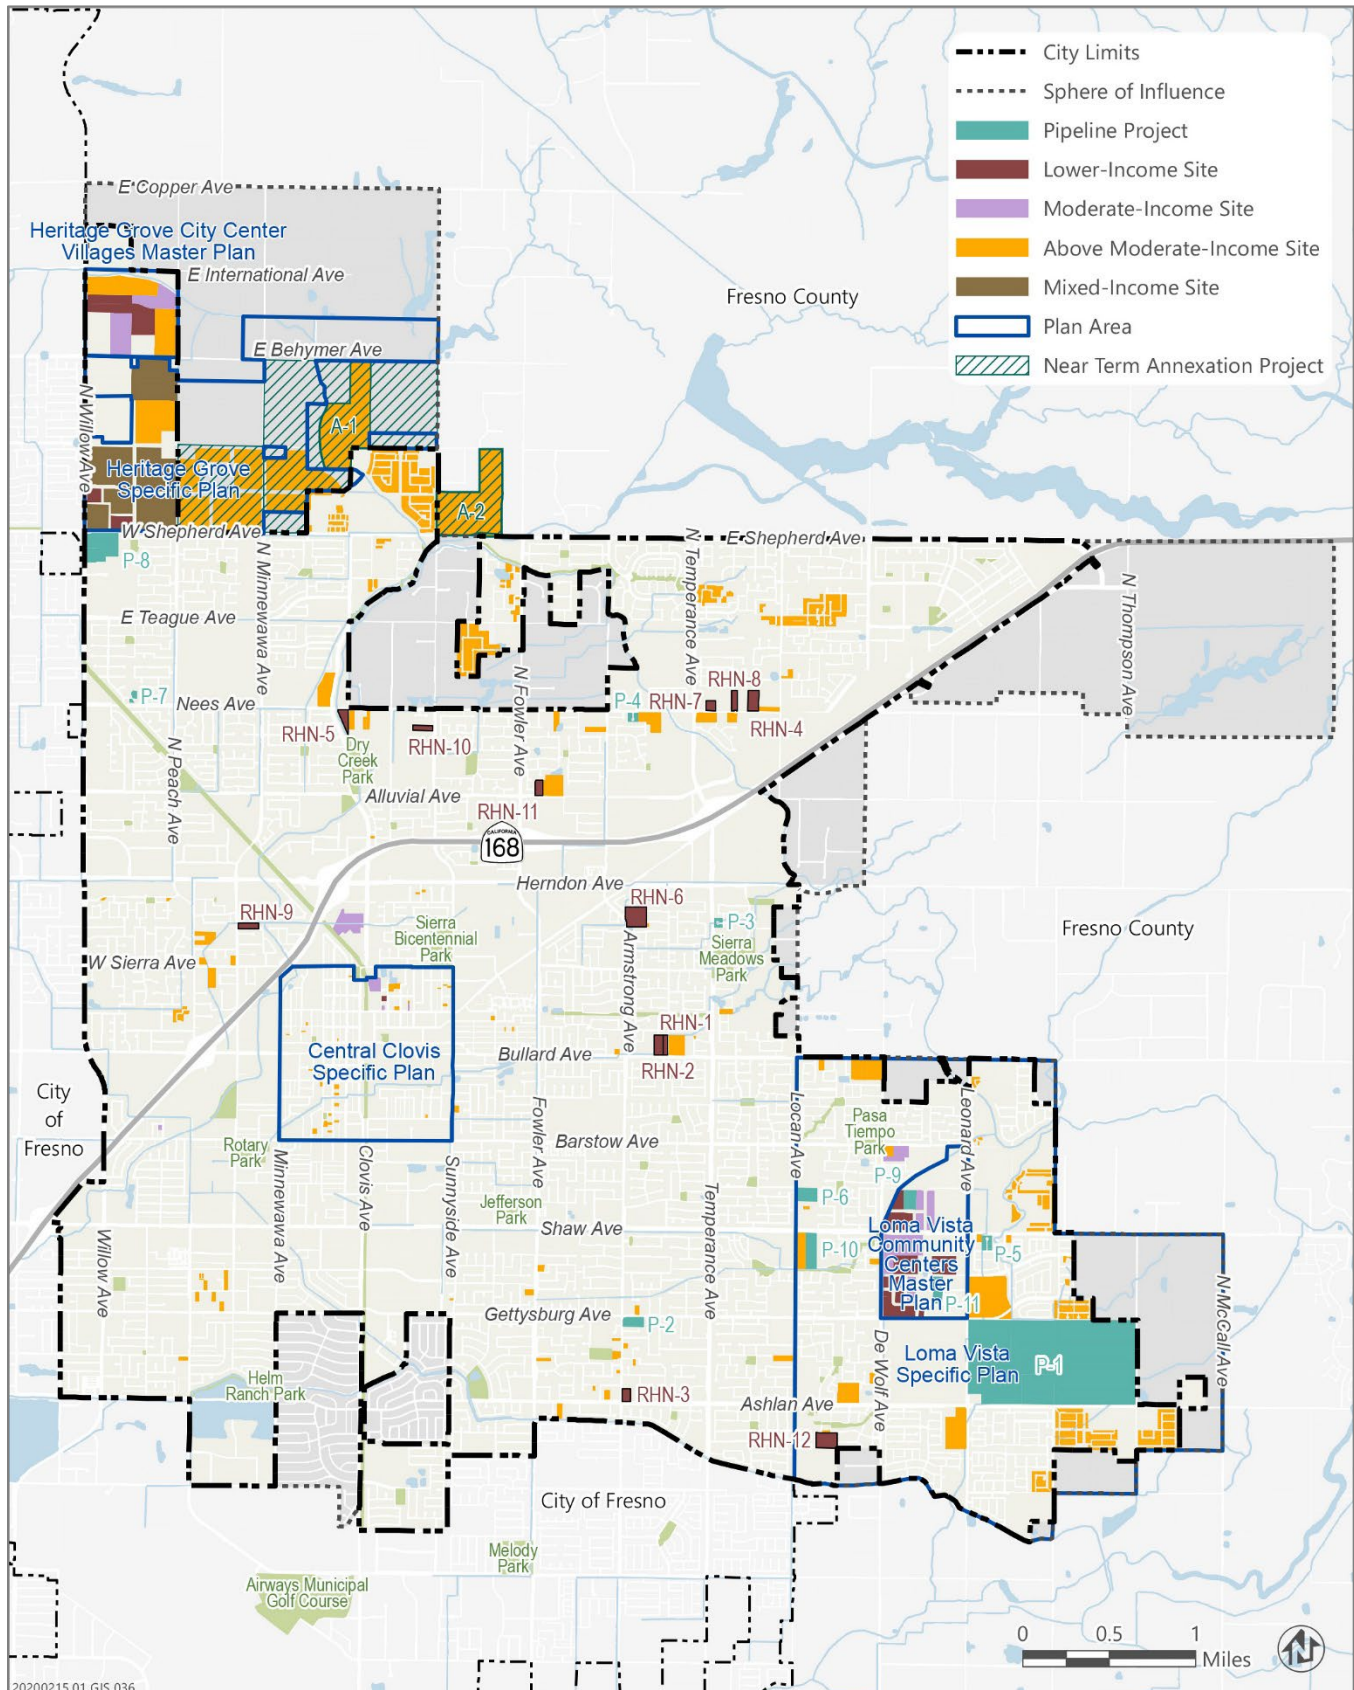 City Limits
Sphere of Influence
Pipeline Project
Lower-Income Site
Moderate-Income Site
Above Moderate-Income Site
Mixed-Income Site
Plan Area
Near Term Annexation Project
E Copper Ave
Heritage Grove City Center
Villages Master Plan
E International Ave
Fresno County
E Behymer Ave
N Willow Ave
A-1
Heritage Grove
Specific Plan
A-2
W Shepherd Ave
E Shepherd Ave
P-8
N Minnewawa Ave
N Temperance Ave
N Thompson Ave
E Teague Ave
P-7
Nees Ave
N Fowler Ave
P-4
RHN-7
RHN-8
RHN-4
RHN-5
RHN-10
Dry
Creek
Park
N Peach Ave
Alluvial Ave
RHN-11
CALIFORNIA
168
Herndon Ave
RHN-9
RHN-6
P-3
Sierra
Bicentennial
Park
Armstrong Ave
Sierra
Meadows
Park
Fresno County
W Sierra Ave
RHN-1
Central Clovis
Specific Plan
Bullard Ave
RHN-2
City
of
Fresno
Locan Ave
Leonard Ave
Pasa
Tiempo
Park
Fowler Ave
Barstow Ave
Rotary
Park
P-9
Minnewawa Ave
Clovis Ave
Sunnyside Ave
Jefferson
Park
Temperance Ave
P-6
Shaw Ave
Loma Vista
Community
Centers
Master
Plan
P-10
P-5
Willow Ave
P-11
N McCall Ave
Gettysburg Ave
P-2
De Wolf Ave
Loma Vista
Specific Plan
P-1
Helm
Ranch Park
RHN-3
Ashlan Ave
RHN-12
City of Fresno
Melody
Park
Airways Municipal
Golf Course
0 0.5 1
Miles
N
20200215.01 GIS 036